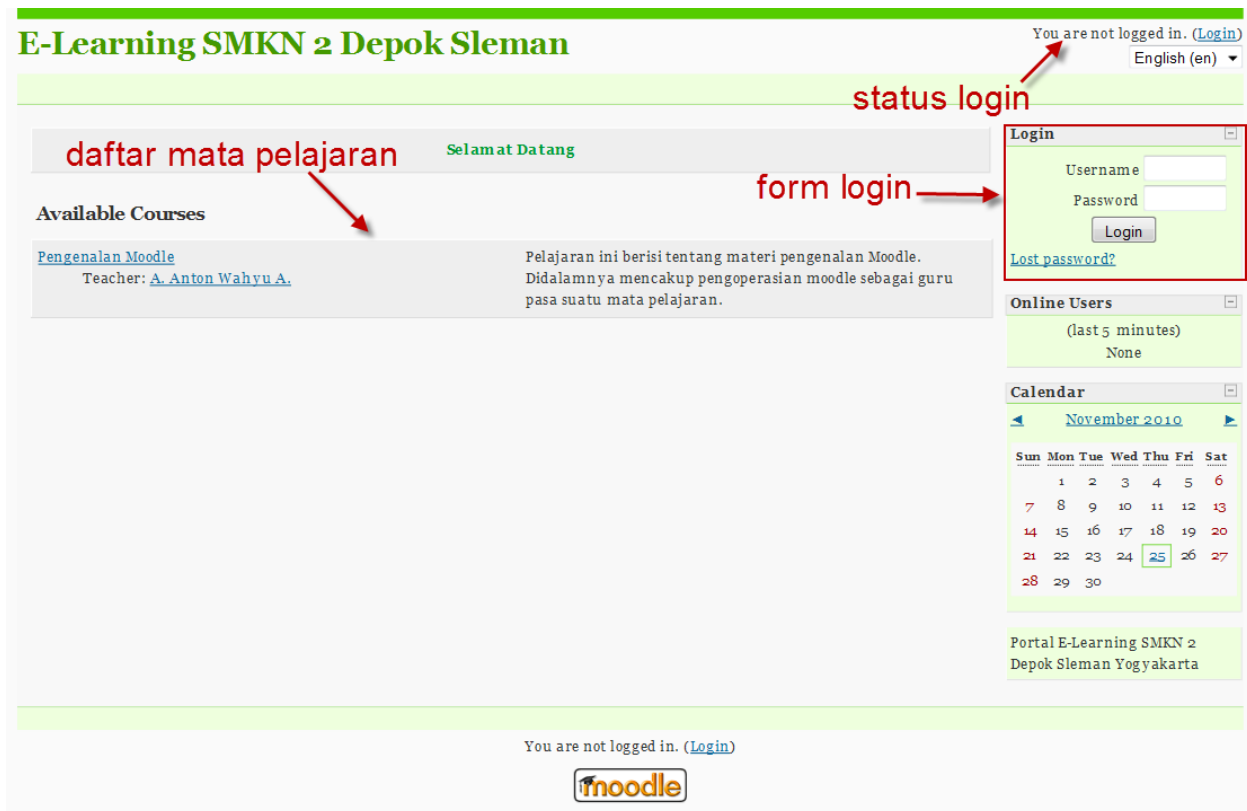 E-Learning SMKN 2 Depok Sleman
You are not logged in. (Login)
English (en)
status login
daftar mata pelajaran
Selamat Datang
form login
Available Courses
Pengenalan Moodle
Teacher: A. Anton Wahyu A.
Pelajaran ini berisi tentang materi pengenalan Moodle.
Didalamnya mencakup pengoperasian moodle sebagai guru
pasa suatu mata pelajaran.
Login
Username
Password
Login
Lost password?
Online Users
(last 5 minutes)
None
Calendar
◄ November 2010 ►
Sun Mon Tue Wed Thu Fri Sat
1 2 3 4 5 6
7 8 9 10 11 12 13
14 15 16 17 18 19 20
21 22 23 24 25 26 27
28 29 30
Portal E-Learning SMKN 2
Depok Sleman Yogyakarta
You are not logged in. (Login)
moodle